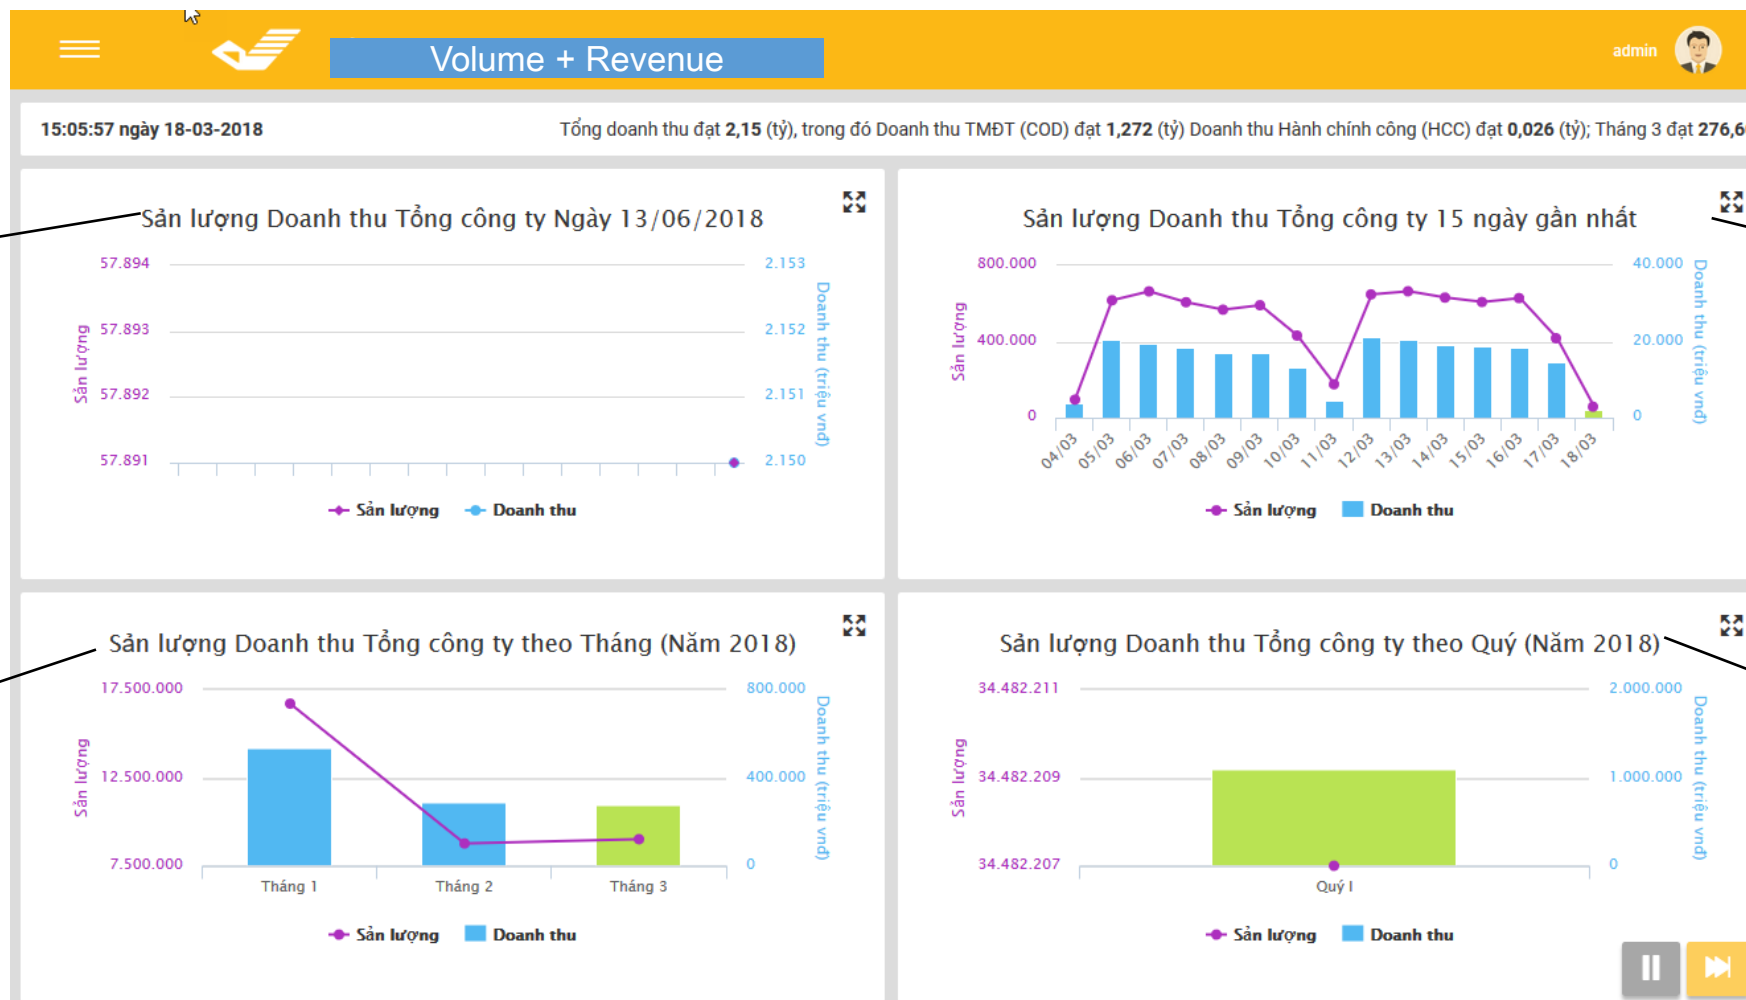 Volume + Revenue
admin
15:05:57 ngày 18-03-2018
Tổng doanh thu đạt 2,15 (tỷ), trong đó Doanh thu TMĐT (COD) đạt 1,272 (tỷ) Doanh thu Hành chính công (HCC) đạt 0,026 (tỷ); Tháng 3 đạt 276,6
Sản lượng Doanh thu Tổng công ty Ngày 13/06/2018
57.894
57.893
57.892
57.891
Sản lượng
2.153
2.152
2.151
2.150
Doanh thu (triệu vnđ)
Sản lượng Doanh thu
Sản lượng Doanh thu Tổng công ty 15 ngày gần nhất
800.000
400.000
0
Sản lượng
40.000
20.000
0
Doanh thu (triệu vnđ)
04/03 05/03 06/03 07/03 08/03 09/03 10/03 11/03 12/03 13/03 14/03 15/03 16/03 17/03 18/03
Sản lượng Doanh thu
Sản lượng Doanh thu Tổng công ty theo Tháng (Năm 2018)
17.500.000
12.500.000
7.500.000
Sản lượng
800.000
400.000
0
Doanh thu (triệu vnđ)
Tháng 1 Tháng 2 Tháng 3
Sản lượng Doanh thu
Sản lượng Doanh thu Tổng công ty theo Quý (Năm 2018)
34.482.211
34.482.209
34.482.207
Sản lượng
2.000.000
1.000.000
0
Doanh thu (triệu vnđ)
Quý I
Sản lượng Doanh thu